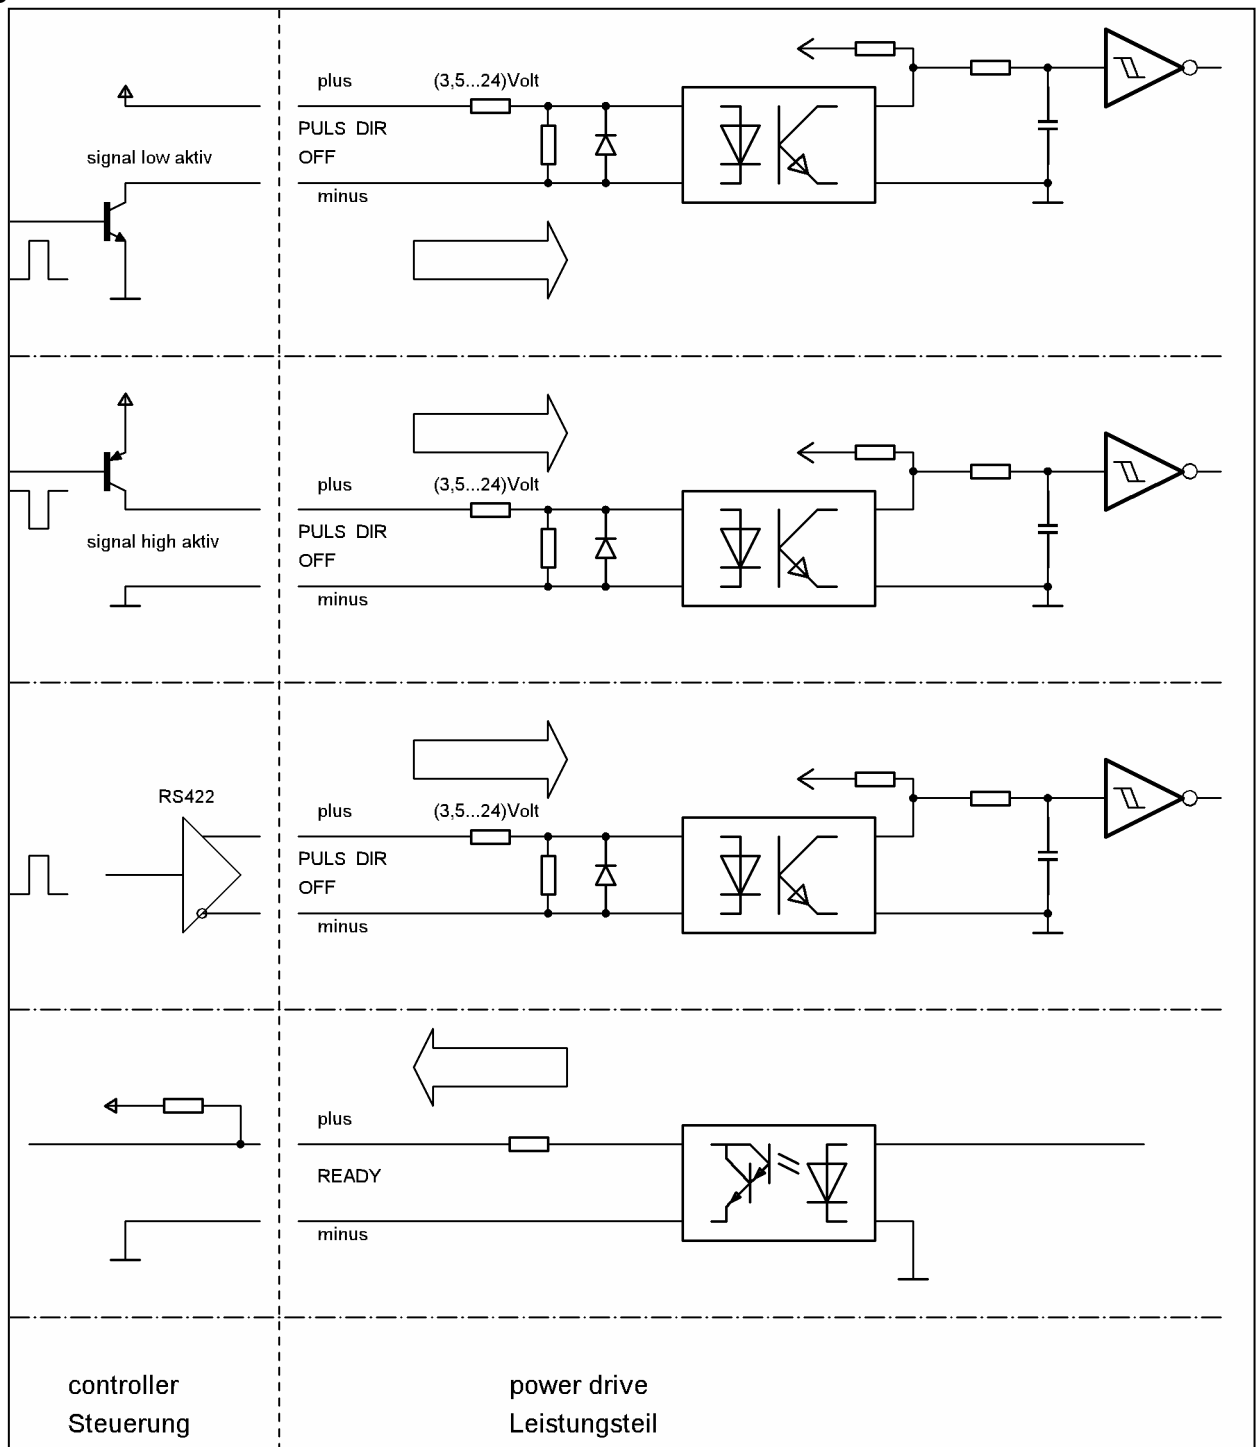 plus (3,5...24)Volt
PULS DIR
signal low aktiv OFF
minus
plus (3,5...24)Volt
PULS DIR
signal high aktiv OFF
minus
RS422
plus (3,5...24)Volt
PULS DIR
OFF
minus
plus
READY
minus
controller power drive
Steuerung Leistungsteil